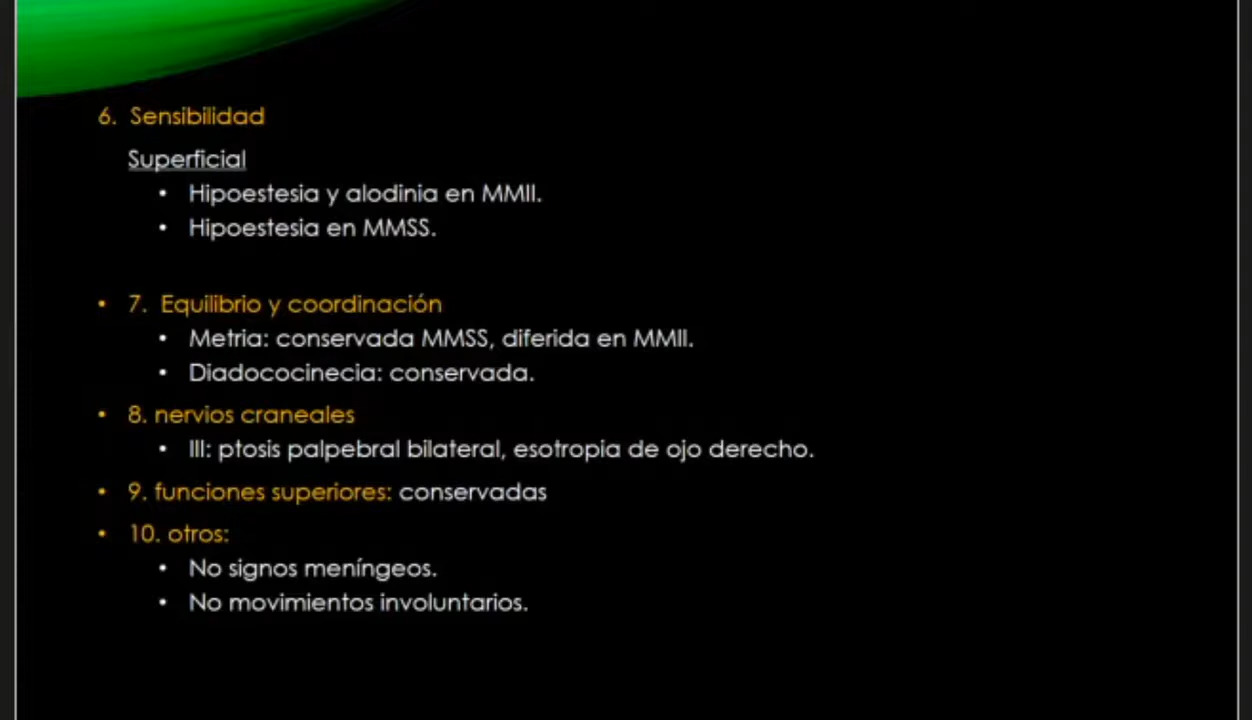 6. Sensibilidad
Superficial
• Hipoestesia y alodinia en MMII.
• Hipoestesia en MMSS.
• 7. Equilibrio y coordinación
• Metria: conservada MMSS, diferida en MMII.
• Diadococinecia: conservada.
• 8. nervios craneales
• III: ptosis palpebral bilateral, esotropia de ojo derecho.
• 9. funciones superiores: conservadas
• 10. otros:
• No signos meníngeos.
• No movimientos involuntarios.